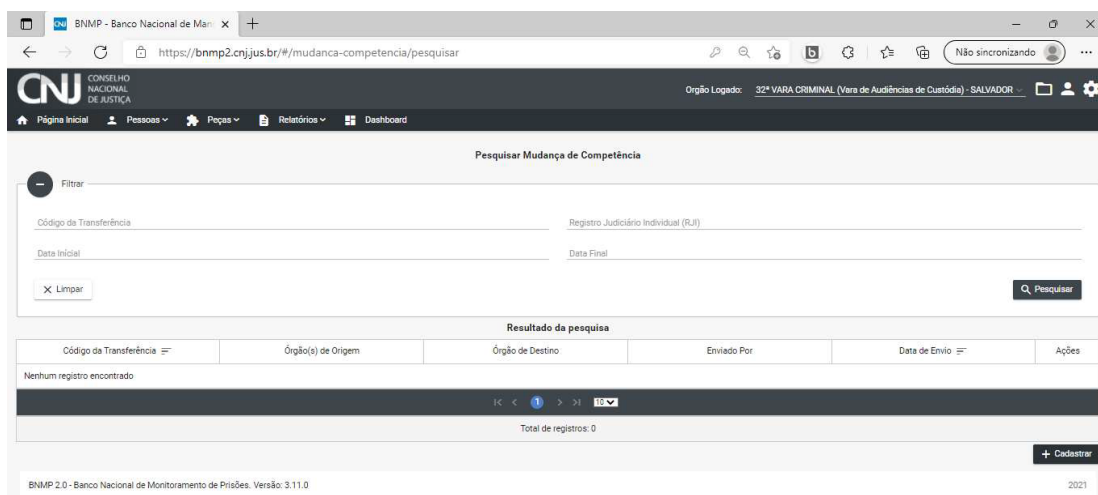 BNMP - Banco Nacional de Man
https://bnmp2.cnj.jus.br/#/mudanca-competencia/pesquisar
Não sincronizando
CNJ CONSELHO NACIONAL DE JUSTIÇA
Orgão Logado: 32ª VARA CRIMINAL (Vara de Audiências de Custódia) - SALVADOR
Página Inicial Pessoas Peças Relatórios Dashboard
Pesquisar Mudança de Competência
Filtrar
Código da Transferência Registro Judiciário Individual (RJI)
Data Inicial Data Final
Limpar Pesquisar
Resultado da pesquisa
Código da Transferência Órgão(s) de Origem Órgão de Destino Enviado Por Data de Envio Ações
Nenhum registro encontrado
1 10
Total de registros: 0
+ Cadastrar
BNMP 2.0 - Banco Nacional de Monitoramento de Prisões. Versão: 3.11.0 2021